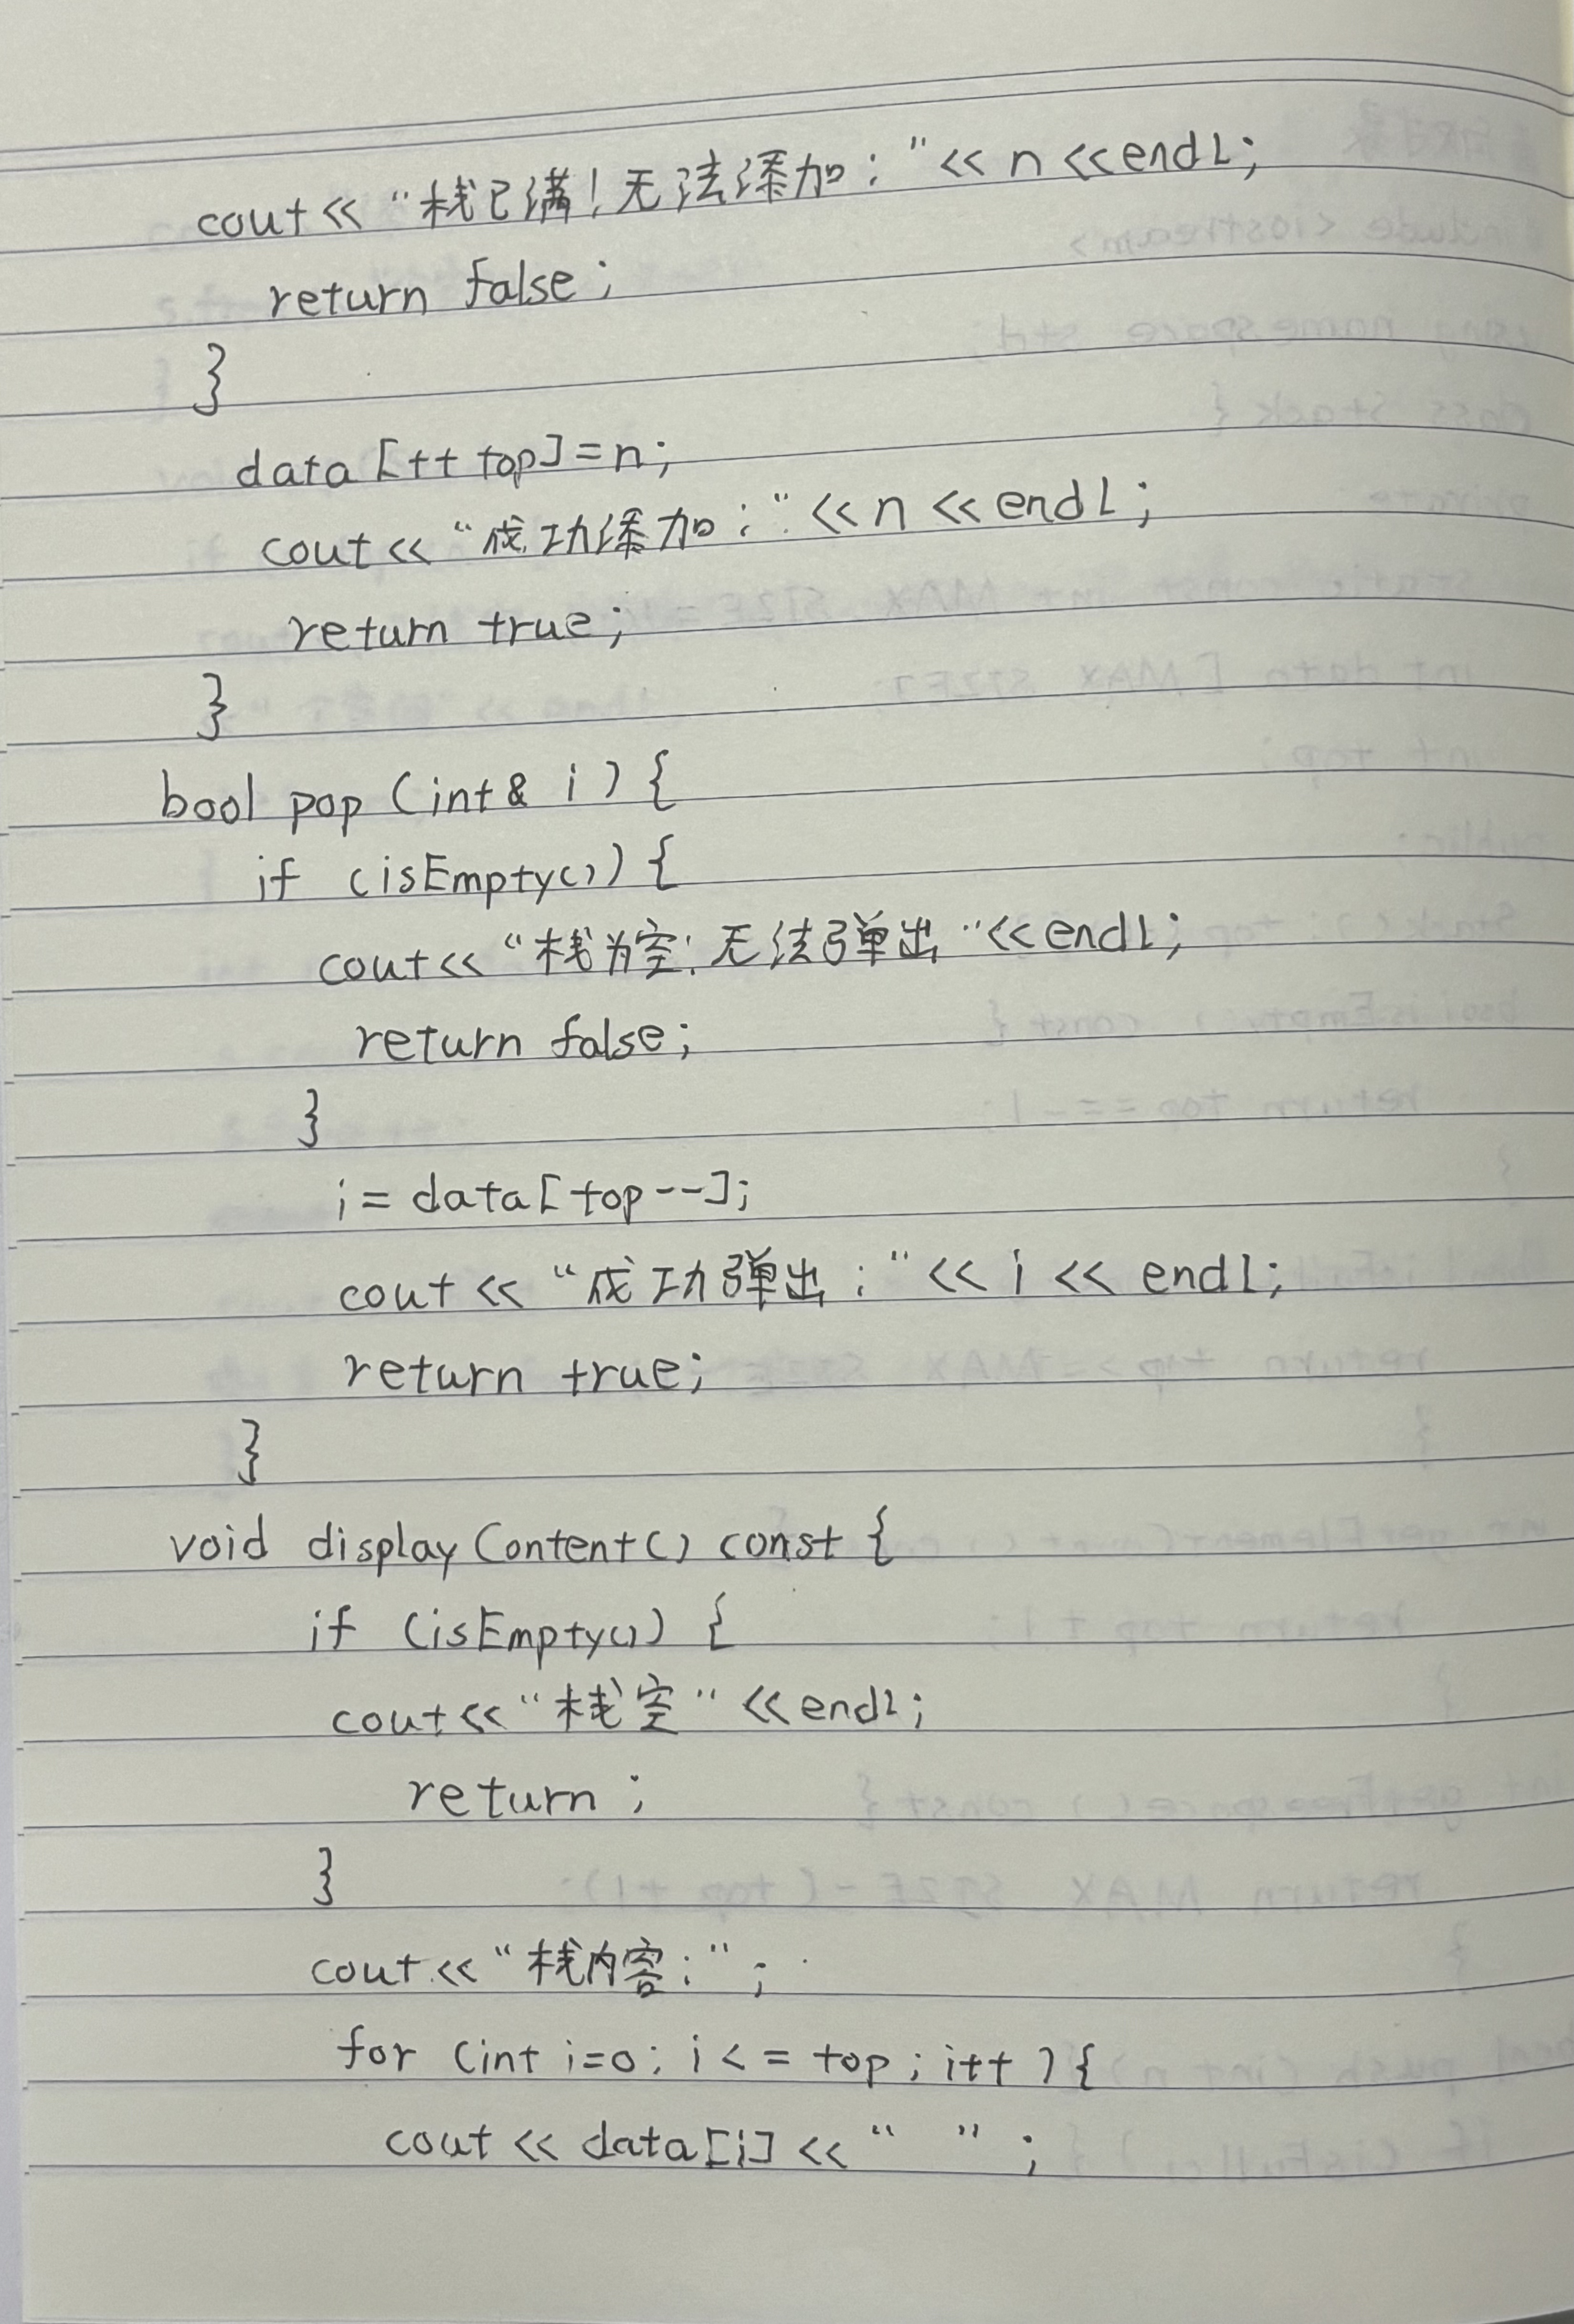 cout<< "栈已满!无法添加:"<< n <<endl;
return false;
}
data[++top]=n;
cout<< "成功添加:"<<n <<endl;
return true;
}
bool pop (int& i) {
if (isEmpty()) {
cout<< "栈为空!无法弹出"<<endl;
return false;
}
i = data[top--];
cout << "成功弹出:"<< i << endl;
return true;
}
void displayContent() const {
if (isEmpty()) {
cout<<"栈空" <<endl;
return ;
}
cout<< "栈内容:" ;
for (int i=0; i <= top; i++) {
cout << data[i] << " " ;